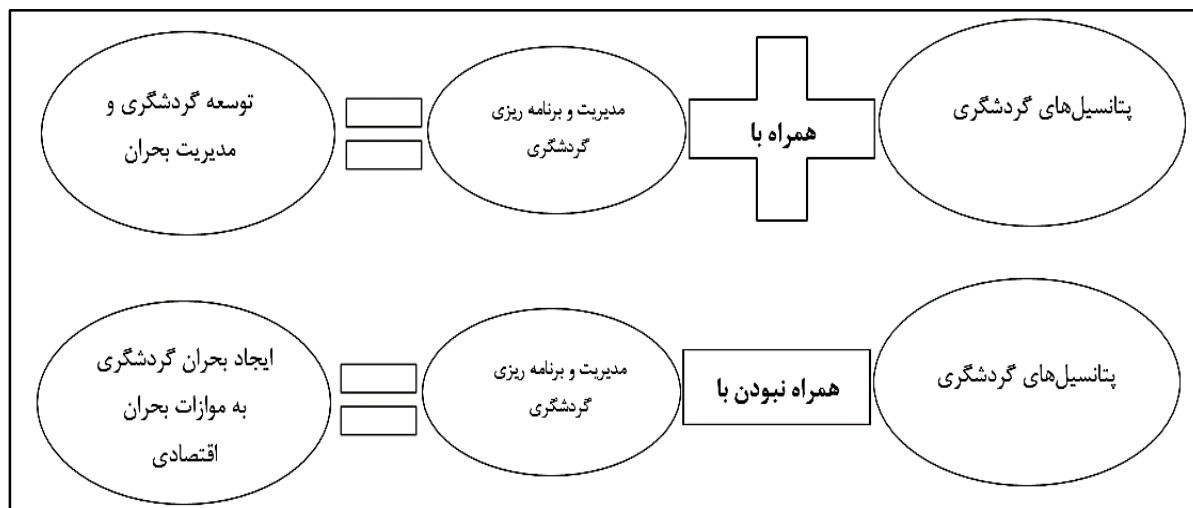 پتانسیل‌های گردشگری
همراه با
مدیریت و برنامه ریزی
گردشگری
توسعه گردشگری و
مدیریت بحران
پتانسیل‌های گردشگری
همراه نبودن با
مدیریت و برنامه ریزی
گردشگری
ایجاد بحران گردشگری
به موازات بحران
اقتصادی